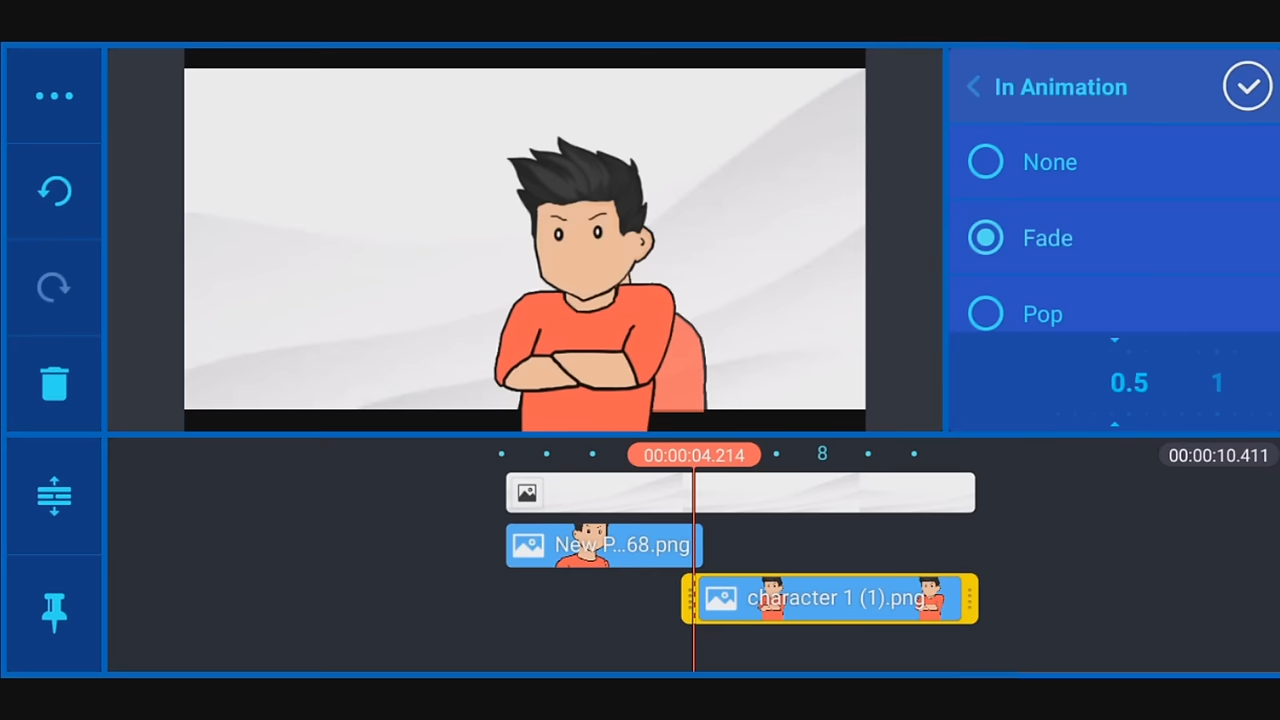 In Animation
None
Fade
Pop
0.5 1
00:00:04.214 8 00:00:10.411
New P...68.png
character 1 (1).png